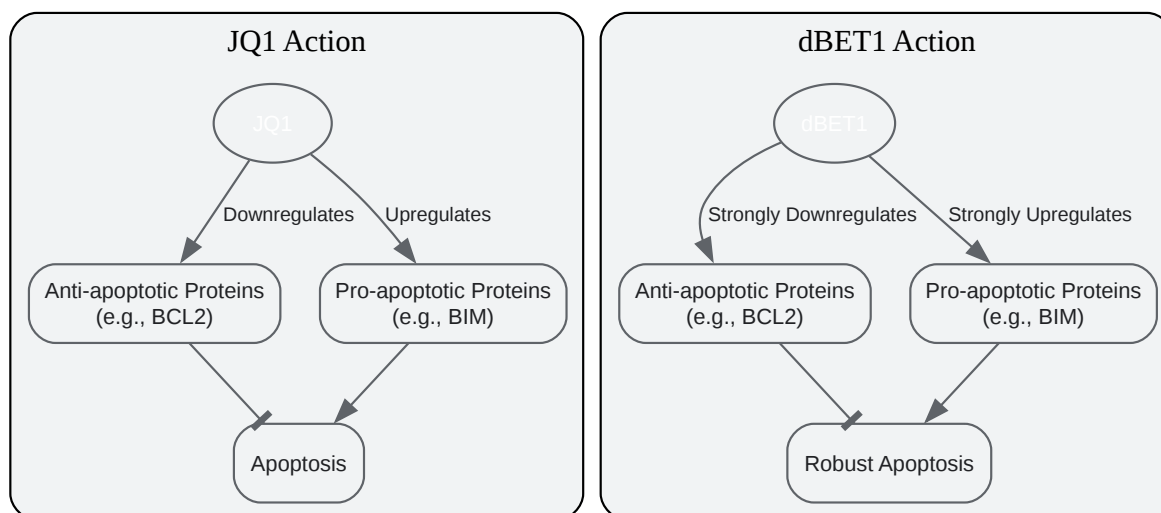 JQ1 Action
JQ1
Downregulates
Upregulates
Anti-apoptotic Proteins
(e.g., BCL2)
Pro-apoptotic Proteins
(e.g., BIM)
Apoptosis
dBET1 Action
dBET1
Strongly Downregulates
Strongly Upregulates
Anti-apoptotic Proteins
(e.g., BCL2)
Pro-apoptotic Proteins
(e.g., BIM)
Robust Apoptosis